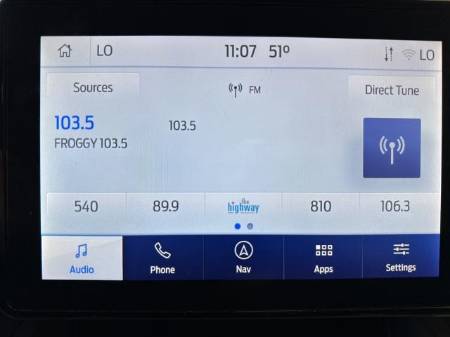 LO 11:07 51° LO
Sources FM Direct Tune
103.5 103.5
FROGGY 103.5
540 89.9 the highway 810 106.3
Audio Phone Nav Apps Settings